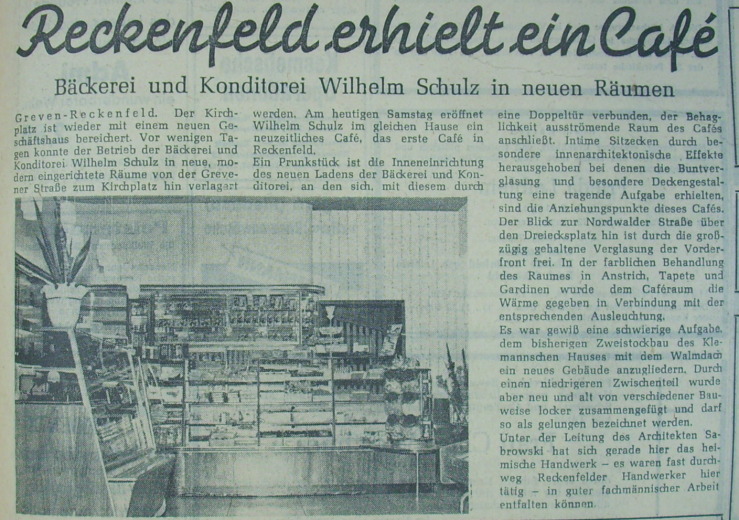 Reckenfeld erhielt ein Café
Bäckerei und Konditorei Wilhelm Schulz in neuen Räumen
Greven-Reckenfeld. Der Kirch-
platz ist wieder mit einem neuen Ge-
schäftshaus bereichert. Vor wenigen Ta-
gen konnte der Betrieb der Bäckerei und
Konditorei Wilhelm Schulz in neue, mo-
dern eingerichtete Räume von der Greve-
ner Straße zum Kirchplatz hin verlagert
werden. Am heutigen Samstag eröffnet
Wilhelm Schulz im gleichen Hause ein
neuzeitliches Café, das erste Café in
Reckenfeld.
Ein Prunkstück ist die Inneneinrichtung
des neuen Ladens der Bäckerei und Kon-
ditorei, an den sich, mit diesem durch
eine Doppeltür verbunden, der Behag-
lichkeit ausströmende Raum des Cafés
anschließt. Intime Sitzecken durch be-
sondere innenarchitektonische Effekte
herausgehoben bei denen die Buntver-
glasung und besondere Deckengestal-
tung eine tragende Aufgabe erhielten,
sind die Anziehungspunkte dieses Cafés.
Der Blick zur Nordwalder Straße über
den Dreiecksplatz hin ist durch die groß-
zügig gehaltene Verglasung der Vorder-
front frei. In der farblichen Behandlung
des Raumes in Anstrich, Tapete und
Gardinen wurde dem Caféraum die
Wärme gegeben in Verbindung mit der
entsprechenden Ausleuchtung.
Es war gewiß eine schwierige Aufgabe,
dem bisherigen Zweistockbau des Kla-
mannschen Hauses mit dem Walmdach
ein neues Gebäude anzugliedern. Durch
einen niedrigeren Zwischenteil wurde
aber neu und alt von verschiedener Bau-
weise locker zusammengefügt und darf
so als gelungen bezeichnet werden.
Unter der Leitung des Architekten Sa-
browski hat sich gerade hier das hei-
mische Handwerk – es waren fast durch-
weg Reckenfelder Handwerker hier
tätig – in guter fachmännischer Arbeit
entfalten können.